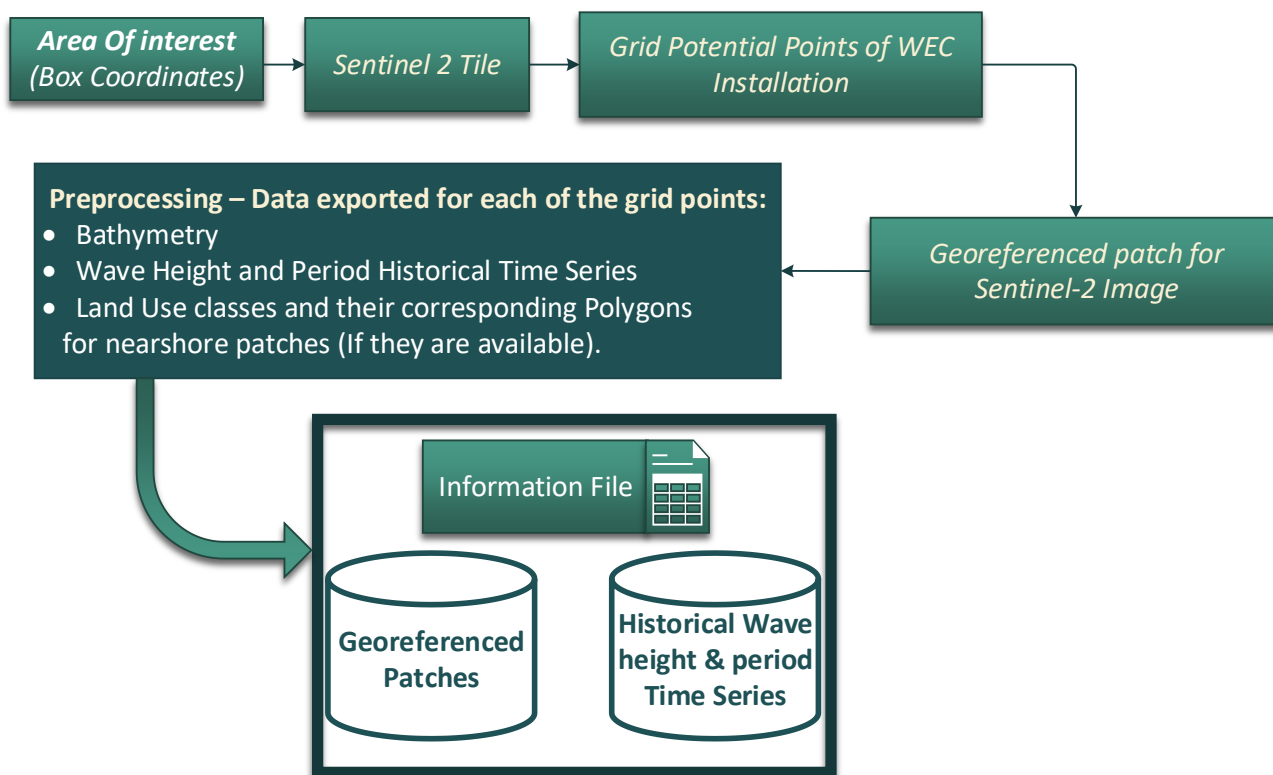 Area Of interest
(Box Coordinates)
Sentinel 2 Tile
Grid Potential Points of WEC
Installation
Georeferenced patch for
Sentinel-2 Image
Preprocessing – Data exported for each of the grid points:
• Bathymetry
• Wave Height and Period Historical Time Series
• Land Use classes and their corresponding Polygons
for nearshore patches (If they are available).
Information File
Georeferenced
Patches
Historical Wave
height & period
Time Series